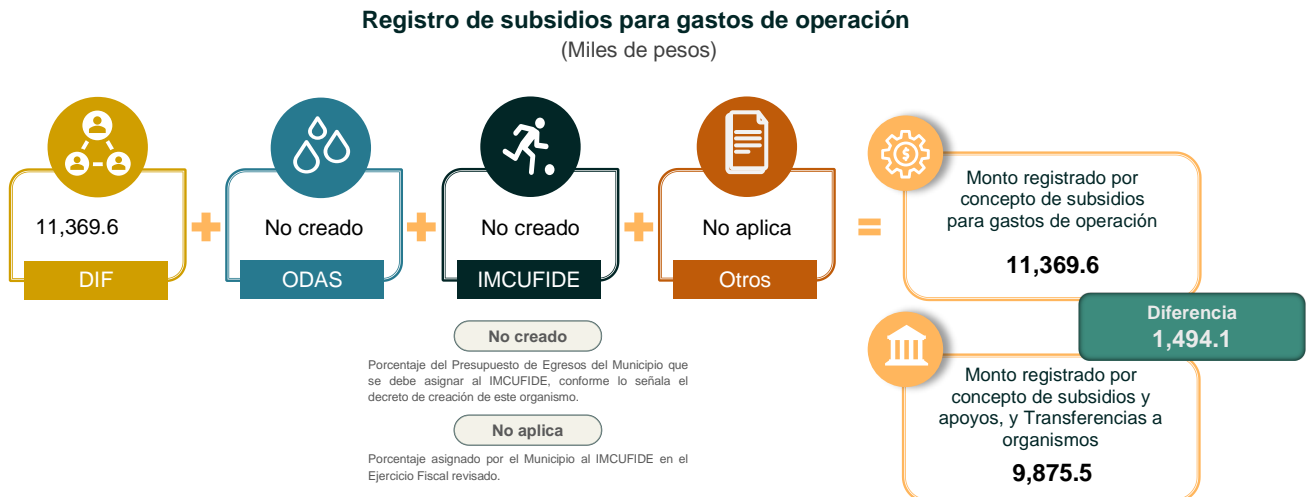 Registro de subsidios para gastos de operación
(Miles de pesos)
11,369.6
DIF
No creado
ODAS
No creado
IMCUFIDE
No aplica
Otros
Monto registrado por
concepto de subsidios
para gastos de operación
11,369.6
Diferencia
1,494.1
Monto registrado por
concepto de subsidios y
apoyos, y Transferencias a
organismos
9,875.5
No creado
Porcentaje del Presupuesto de Egresos del Municipio que
se debe asignar al IMCUFIDE, conforme lo señala el
decreto de creación de este organismo.
No aplica
Porcentaje asignado por el Municipio al IMCUFIDE en el
Ejercicio Fiscal revisado.